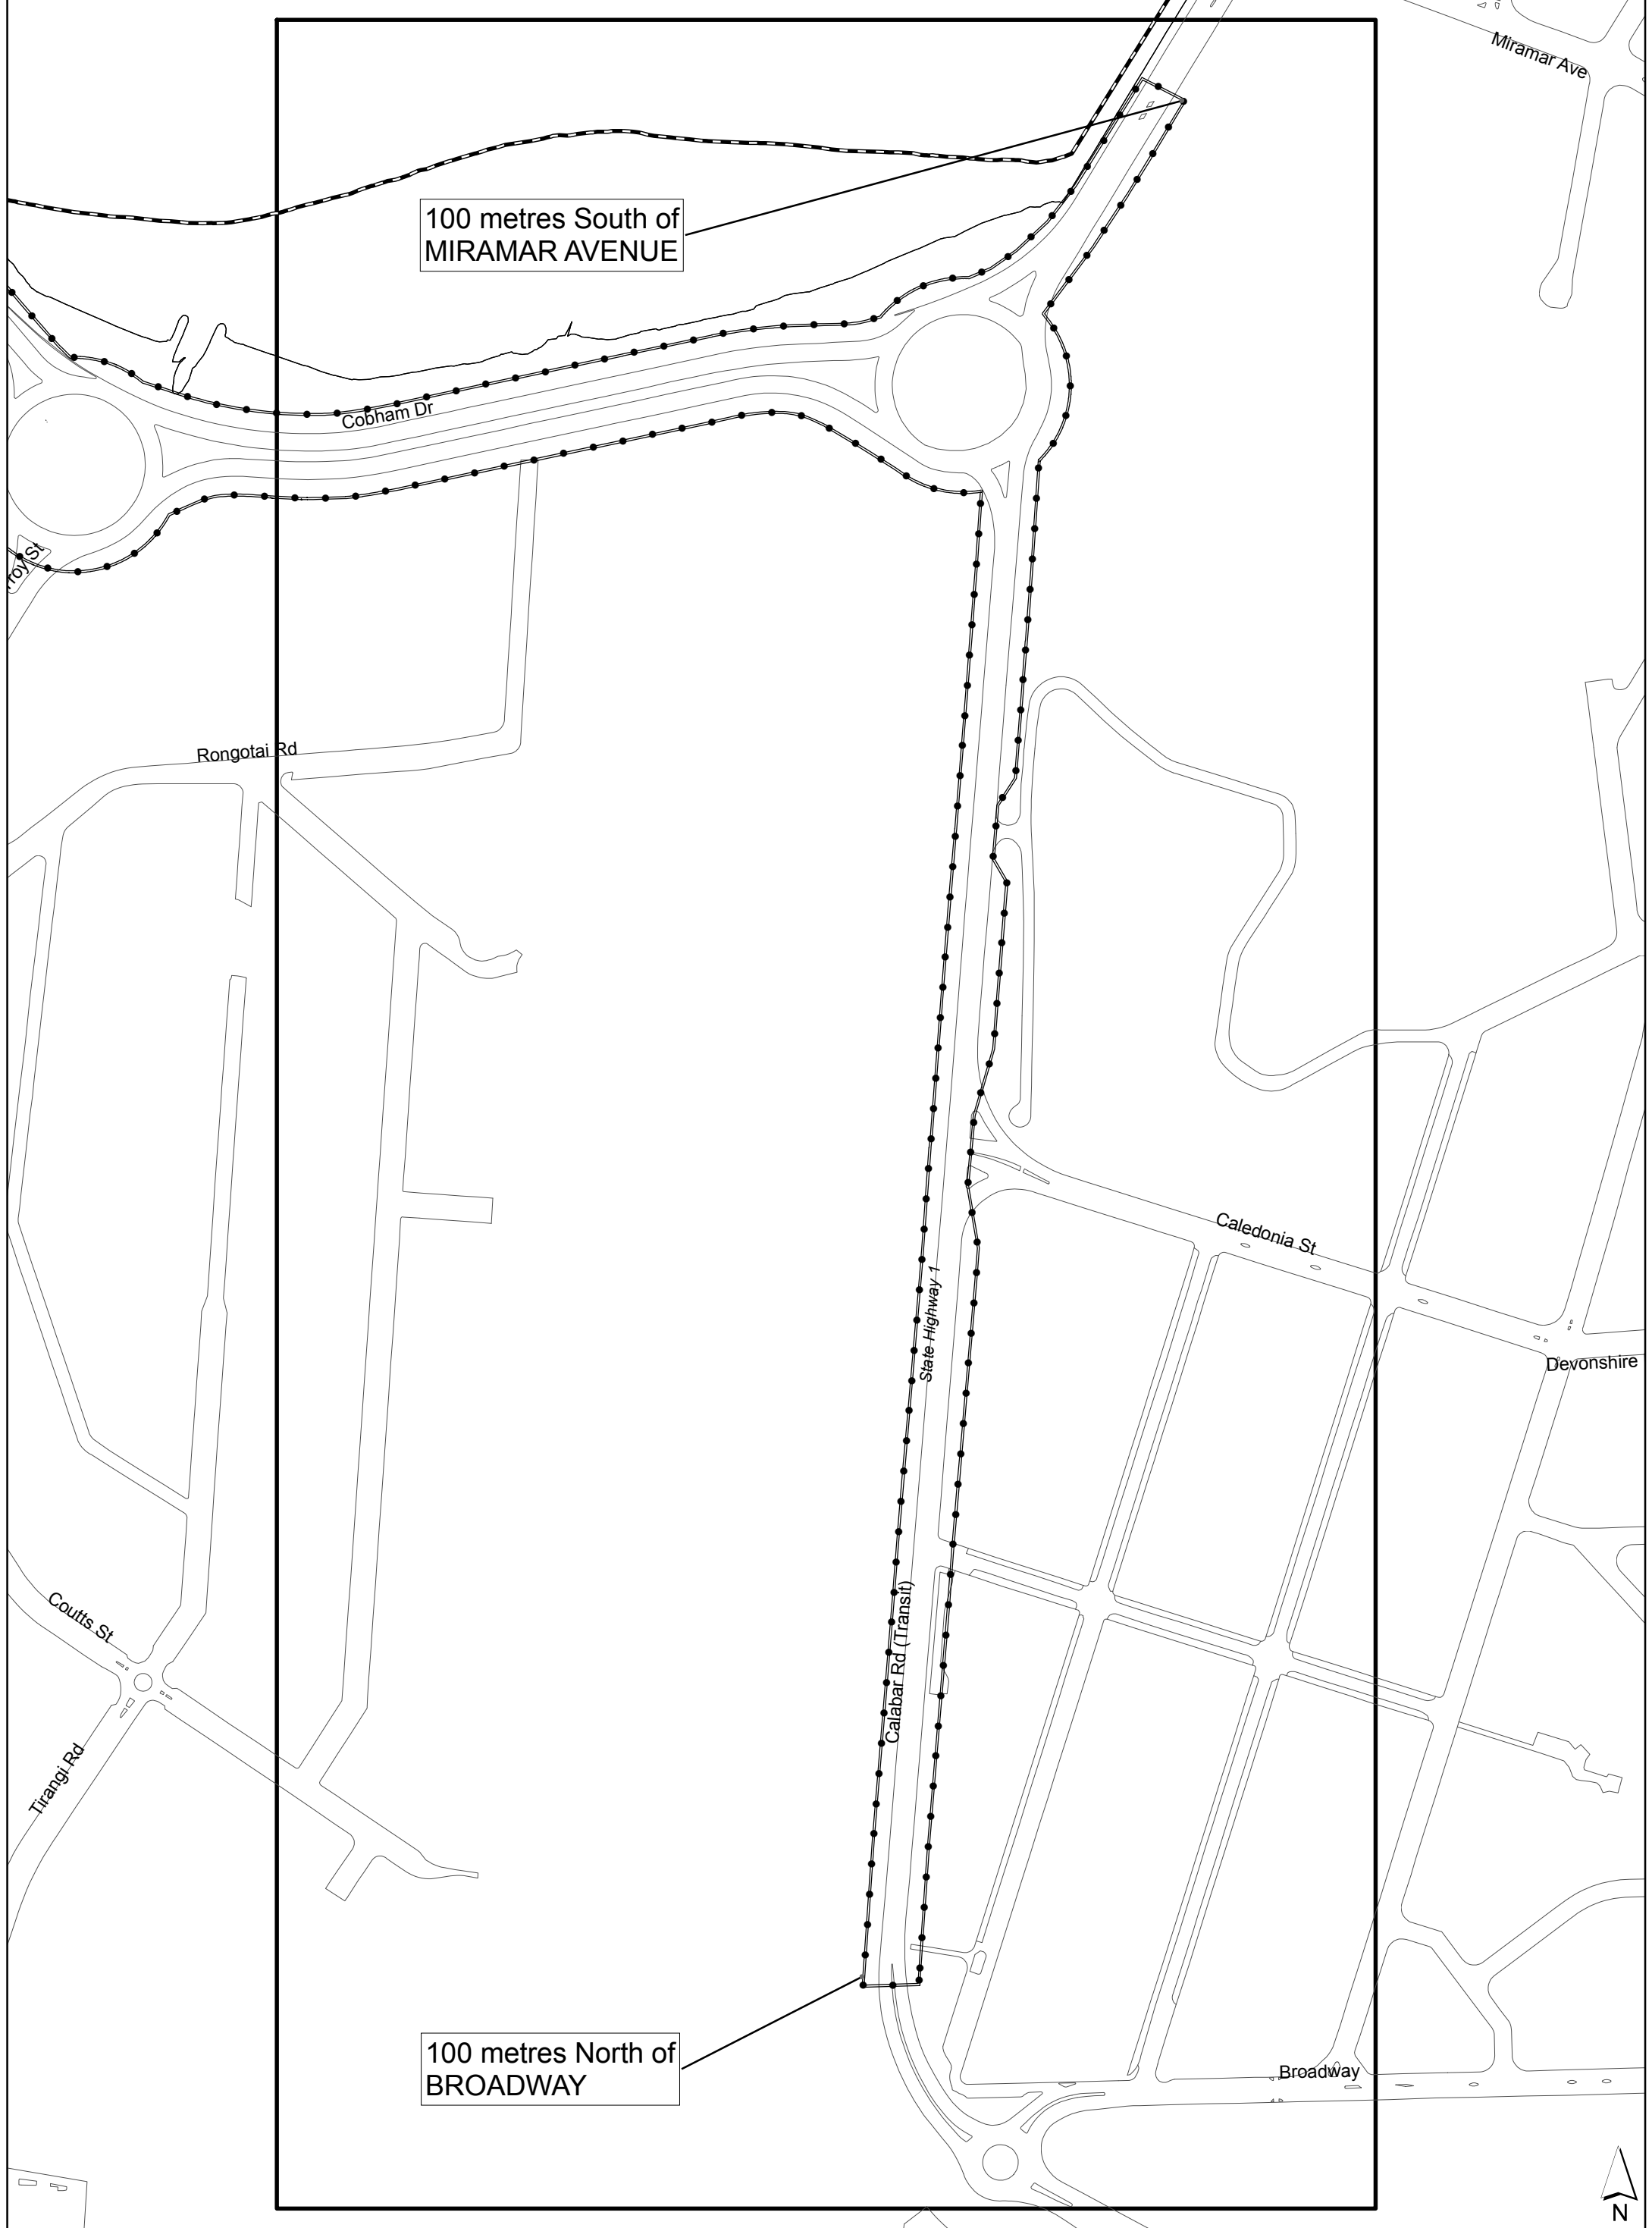 Miramar Ave
100 metres South of
MIRAMAR AVENUE
Cobham Dr
roy St
Rongotai Rd
Caledonia St
State Highway 1
Devonshire
Calabar Rd (Transit)
Coutts St
Tirangi Rd
100 metres North of
BROADWAY
Broadway
N